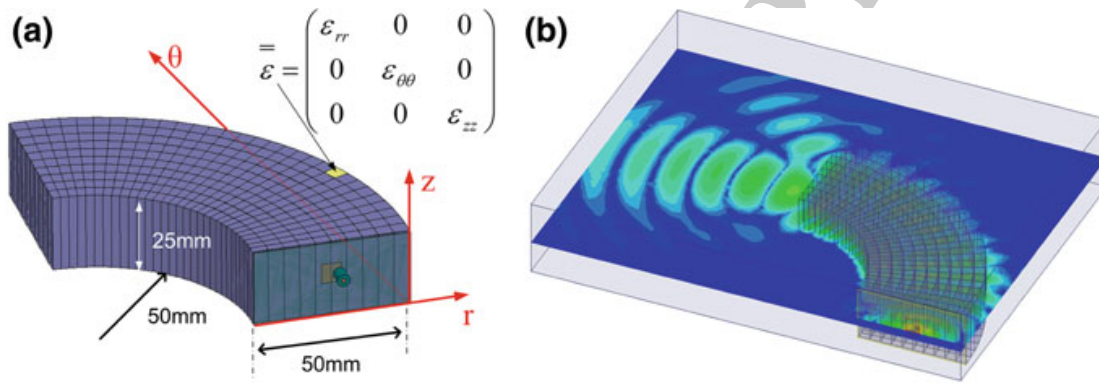 (a)
θ
ε̿ = ( ε_rr 0 0
0 ε_θθ 0
0 0 ε_zz )
z
25mm
50mm
r
50mm
(b)